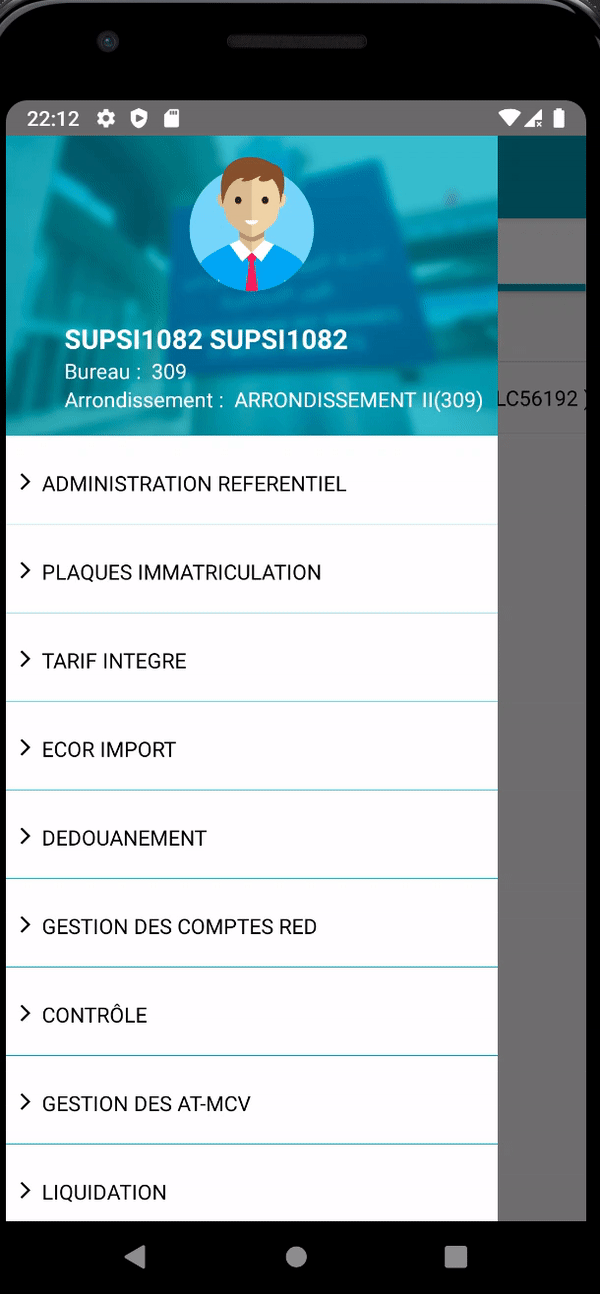 22:12
SUPSI1082 SUPSI1082
Bureau : 309
Arrondissement : ARRONDISSEMENT II(309)
LC56192 )
ADMINISTRATION REFERENTIEL
PLAQUES IMMATRICULATION
TARIF INTEGRE
ECOR IMPORT
DEDOUANEMENT
GESTION DES COMPTES RED
CONTRÔLE
GESTION DES AT-MCV
LIQUIDATION